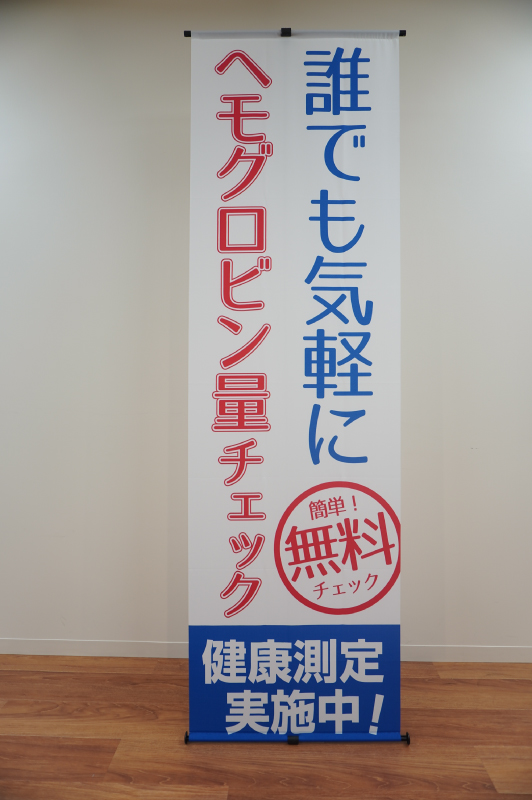 誰でも気軽に
ヘモグロビン量チェック
簡単！
無料
チェック
健康測定
実施中！